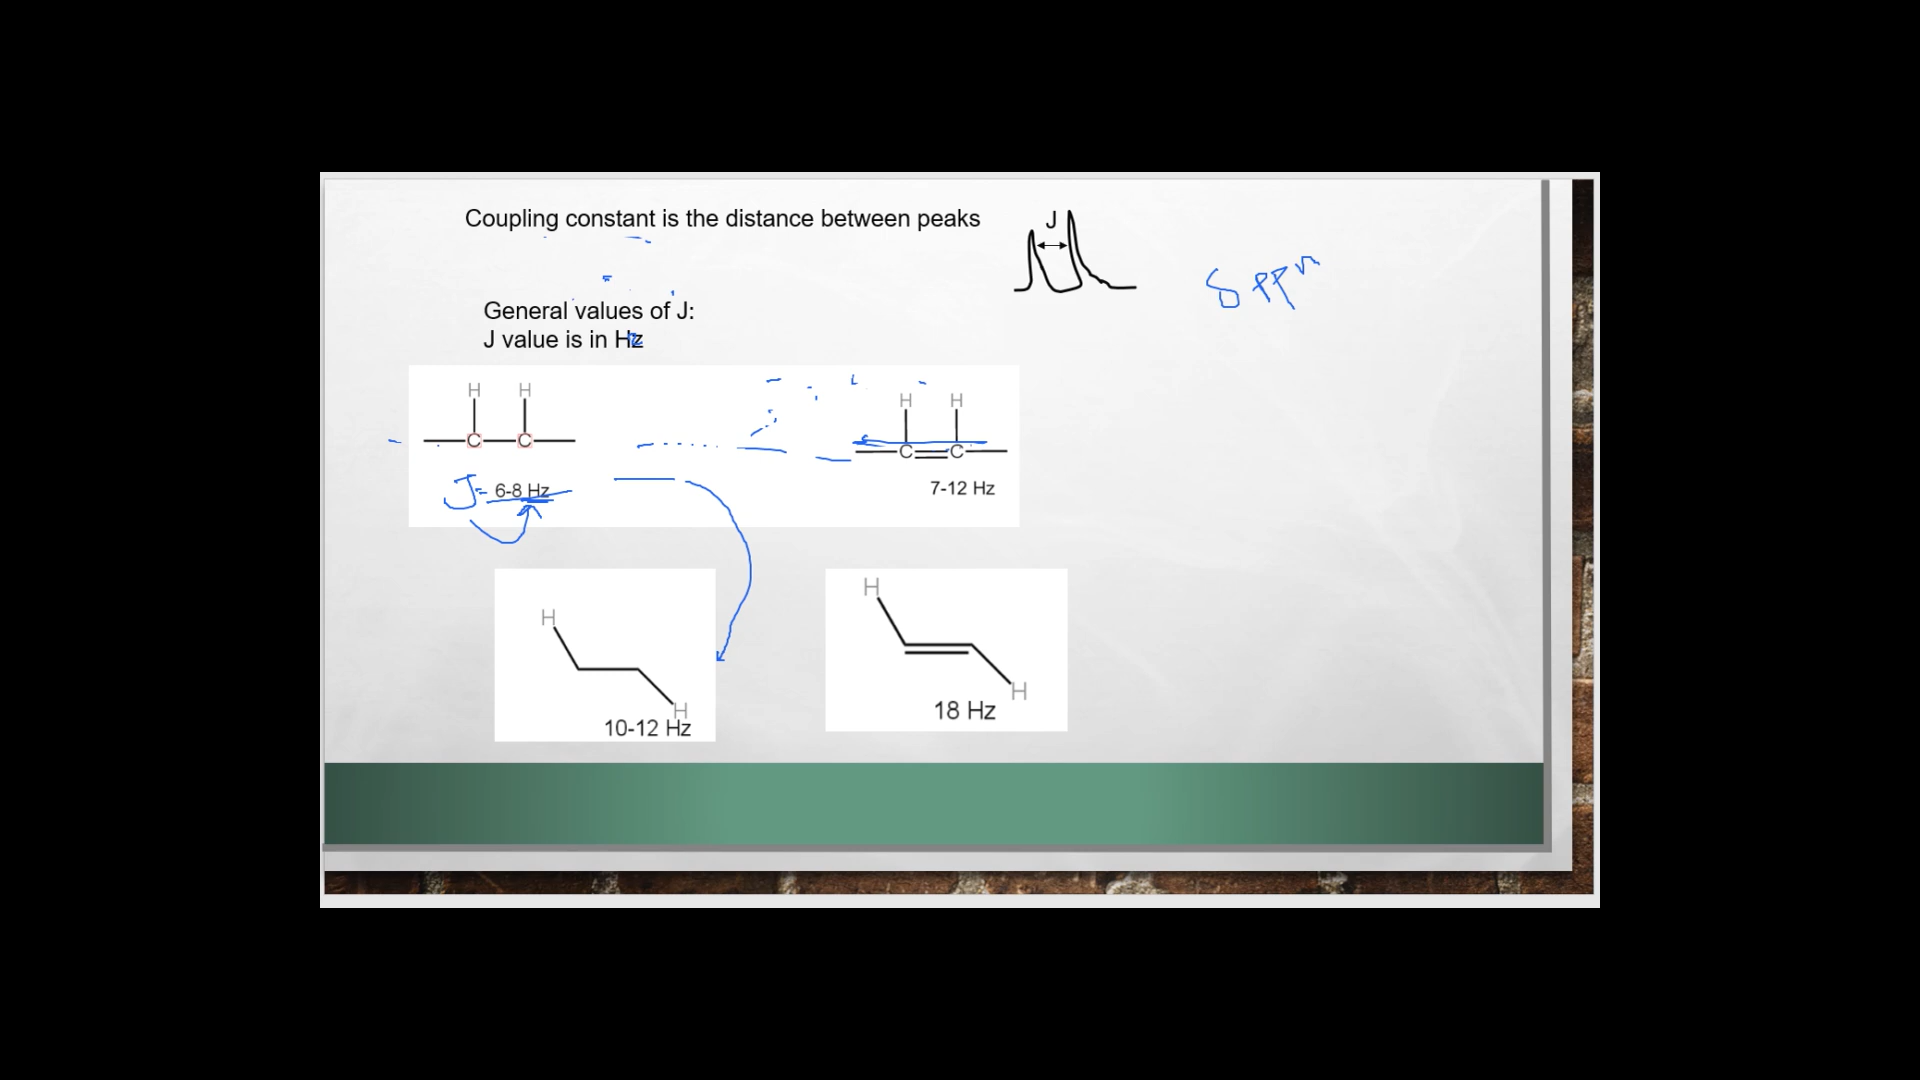 Coupling constant is the distance between peaks
J
δ ppm
General values of J:
J value is in Hz
H H
C C
J= 6-8 Hz
H H
C C
7-12 Hz
H
H
10-12 Hz
H
H
18 Hz